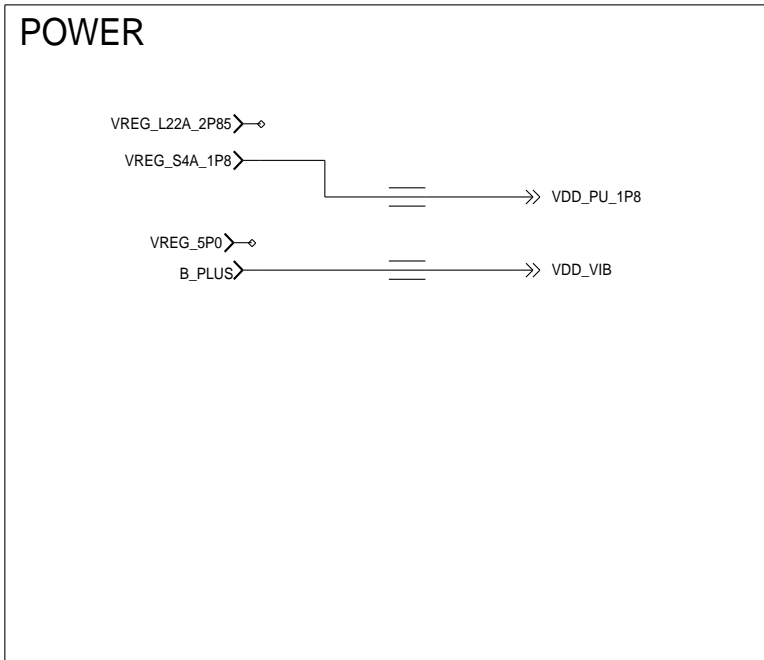 POWER
VREG_L22A_2P85
VREG_S4A_1P8
VDD_PU_1P8
VREG_5P0
B_PLUS
VDD_VIB